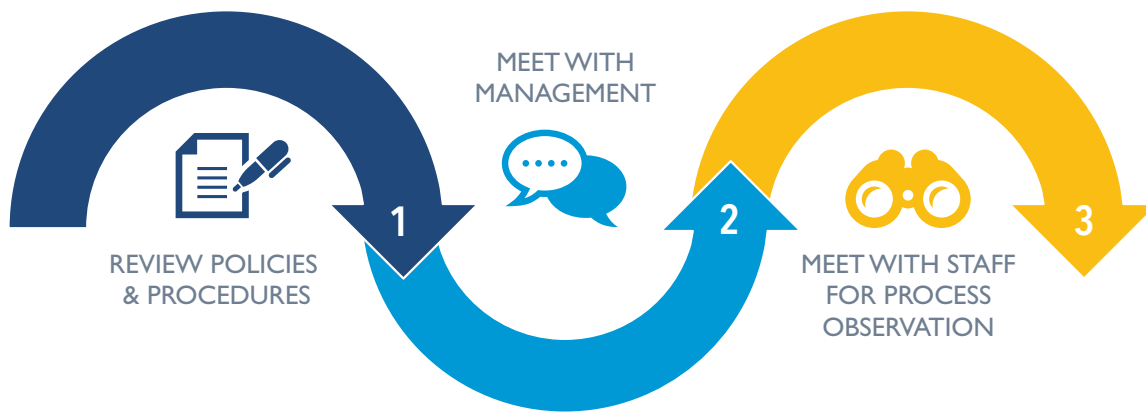 REVIEW POLICIES
& PROCEDURES
1
MEET WITH
MANAGEMENT
2
MEET WITH STAFF
FOR PROCESS
OBSERVATION
3